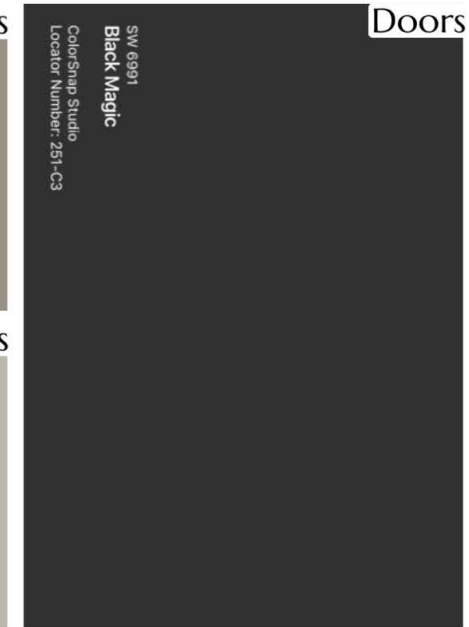 Doors
SW 6991
Black Magic
ColorSnap Studio
Locator Number: 251-C3
s
s